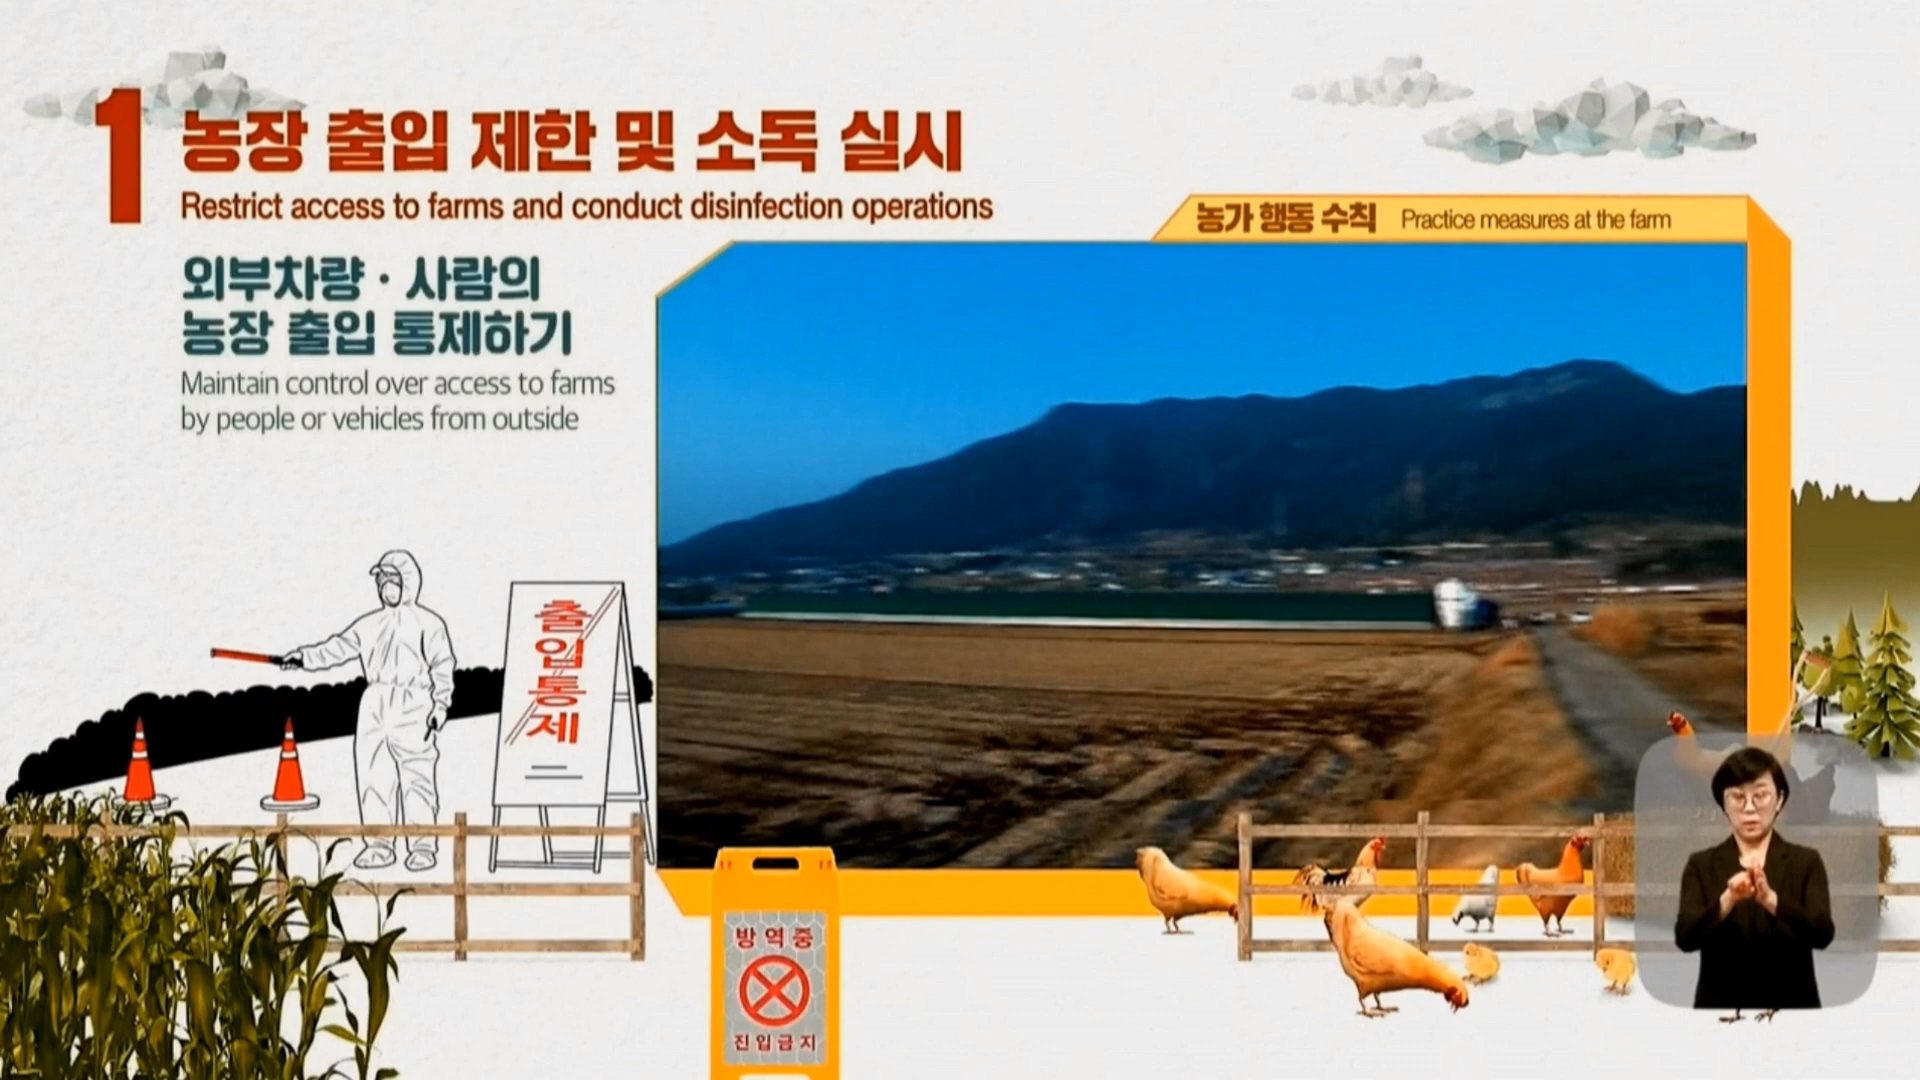 1 농장 출입 제한 및 소독 실시
Restrict access to farms and conduct disinfection operations
농가 행동 수칙 Practice measures at the farm
외부차량 · 사람의
농장 출입 통제하기
Maintain control over access to farms
by people or vehicles from outside
출
입
통
제
방역중
진입금지